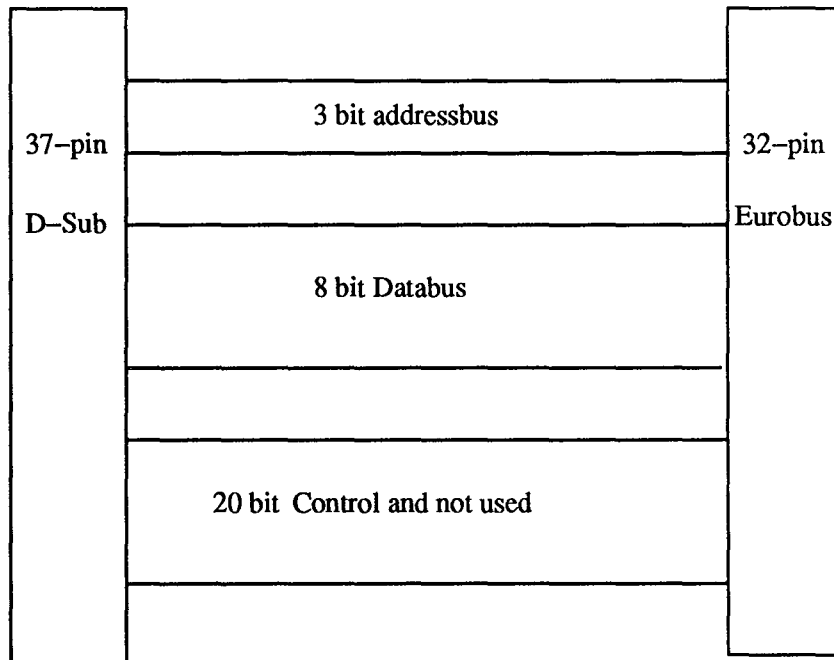 3 bit addressbus
37−pin
32−pin
D−Sub
Eurobus
8 bit Databus
20 bit Control and not used